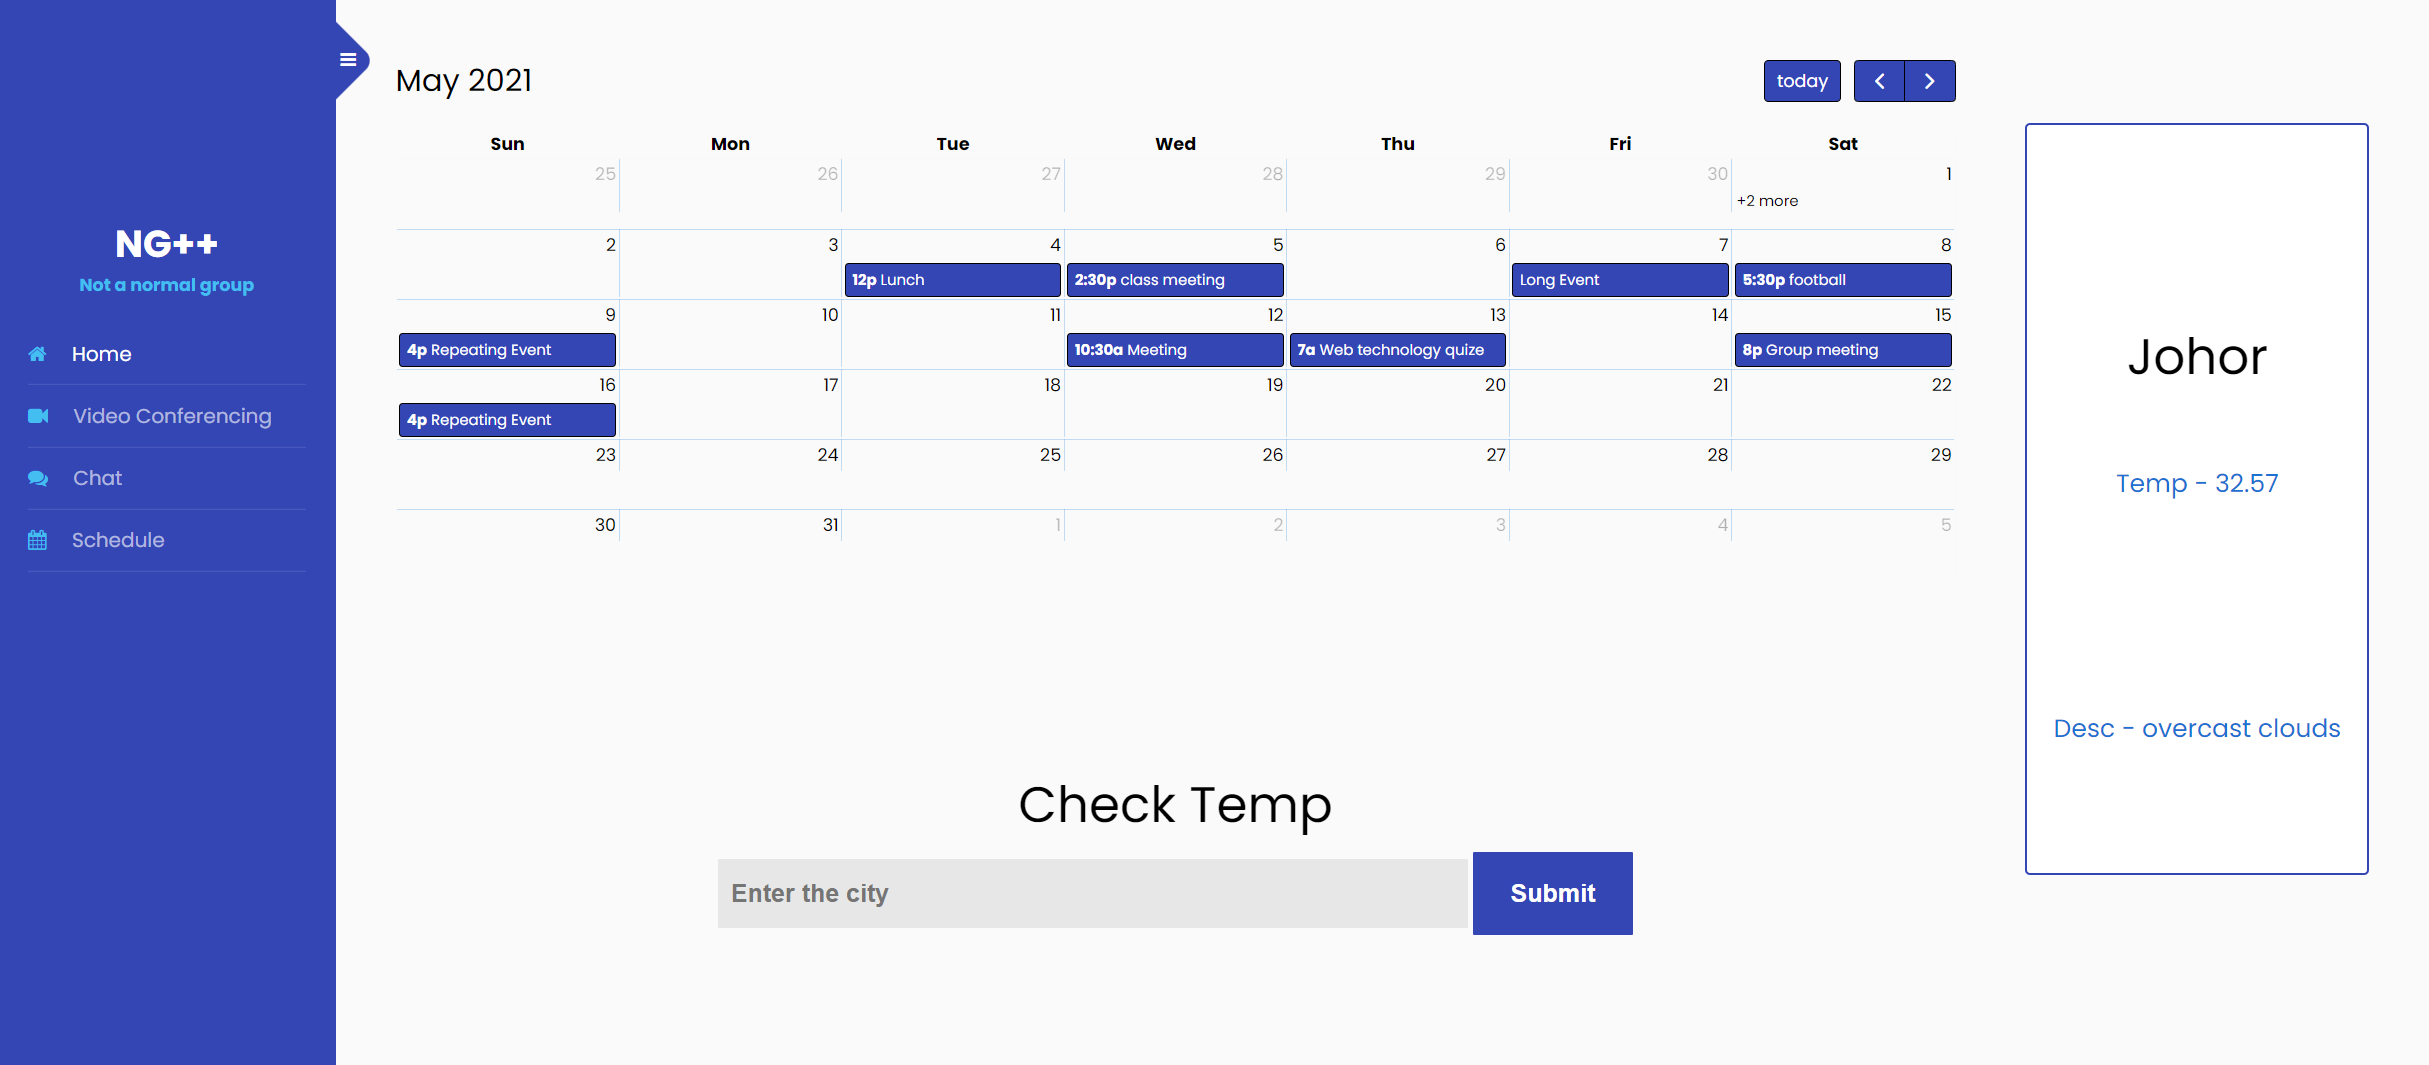 NG++
Not a normal group
Home
Video Conferencing
Chat
Schedule
May 2021
today
Sun Mon Tue Wed Thu Fri Sat
25 26 27 28 29 30 1
+2 more
2 3 4 5 6 7 8
12p Lunch 2:30p class meeting Long Event 5:30p football
9 10 11 12 13 14 15
4p Repeating Event 10:30a Meeting 7a Web technology quize 8p Group meeting
16 17 18 19 20 21 22
4p Repeating Event
23 24 25 26 27 28 29
30 31 1 2 3 4 5
Check Temp
Enter the city Submit
Johor
Temp - 32.57
Desc - overcast clouds